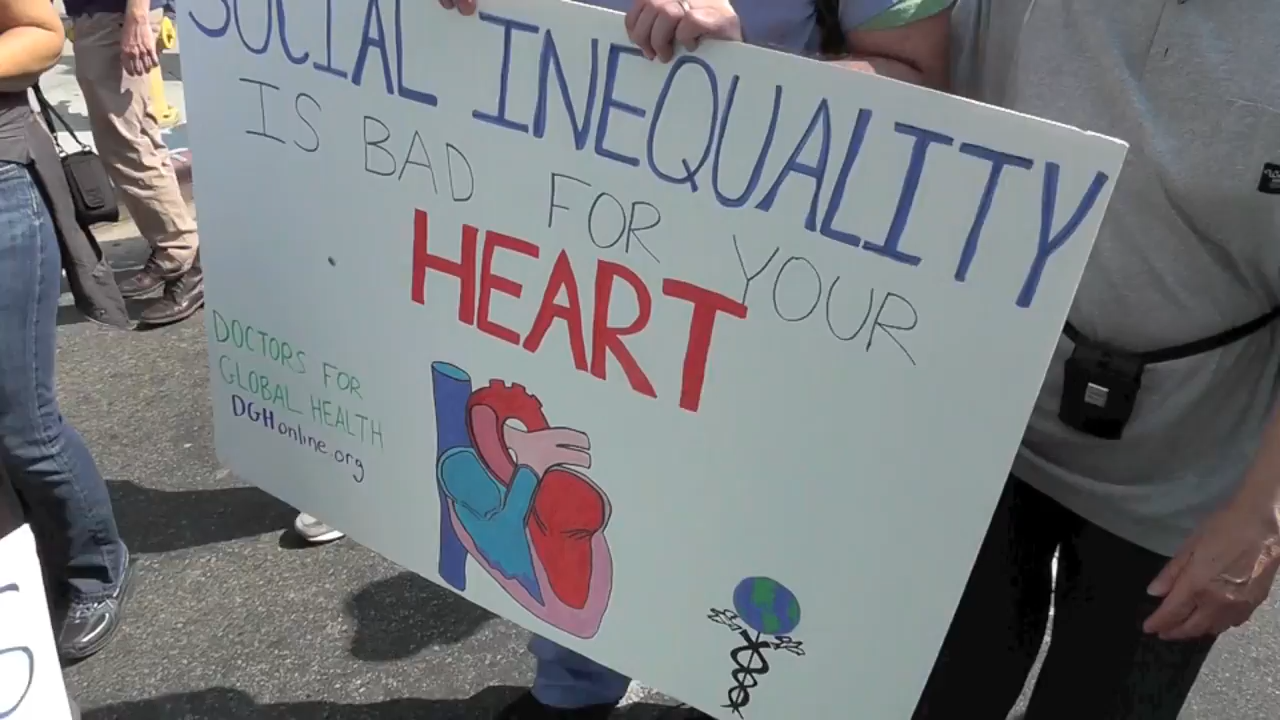 SOCIAL INEQUALITY
IS BAD FOR YOUR
HEART
DOCTORS FOR
GLOBAL HEALTH
DGHonline.org